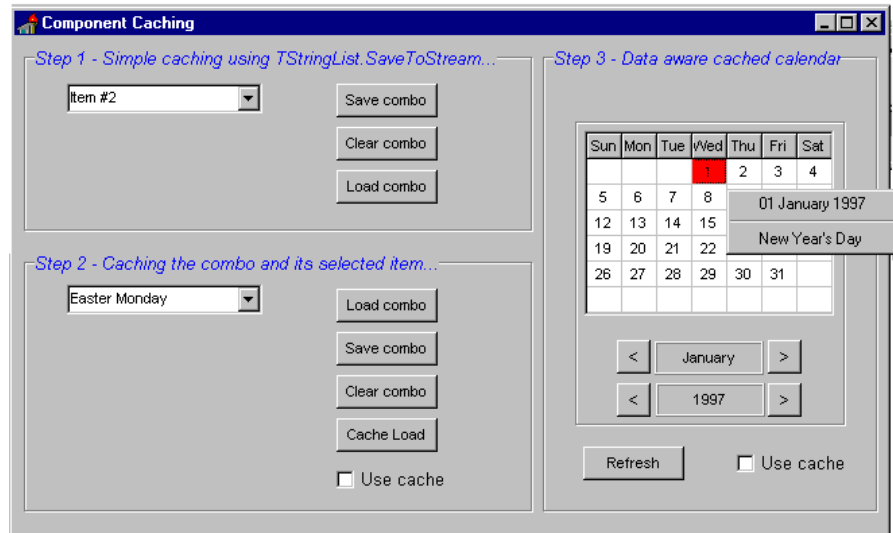 Component Caching
Step 1 - Simple caching using TStringList.SaveToStream...
Item #2
Save combo
Clear combo
Load combo
Step 2 - Caching the combo and its selected item...
Easter Monday
Load combo
Save combo
Clear combo
Cache Load
Use cache
Step 3 - Data aware cached calendar
Sun Mon Tue Wed Thu Fri Sat
1 2 3 4
5 6 7 8
01 January 1997
12 13 14 15
New Year's Day
19 20 21 22
26 27 28 29 30 31
< January >
< 1997 >
Refresh
Use cache